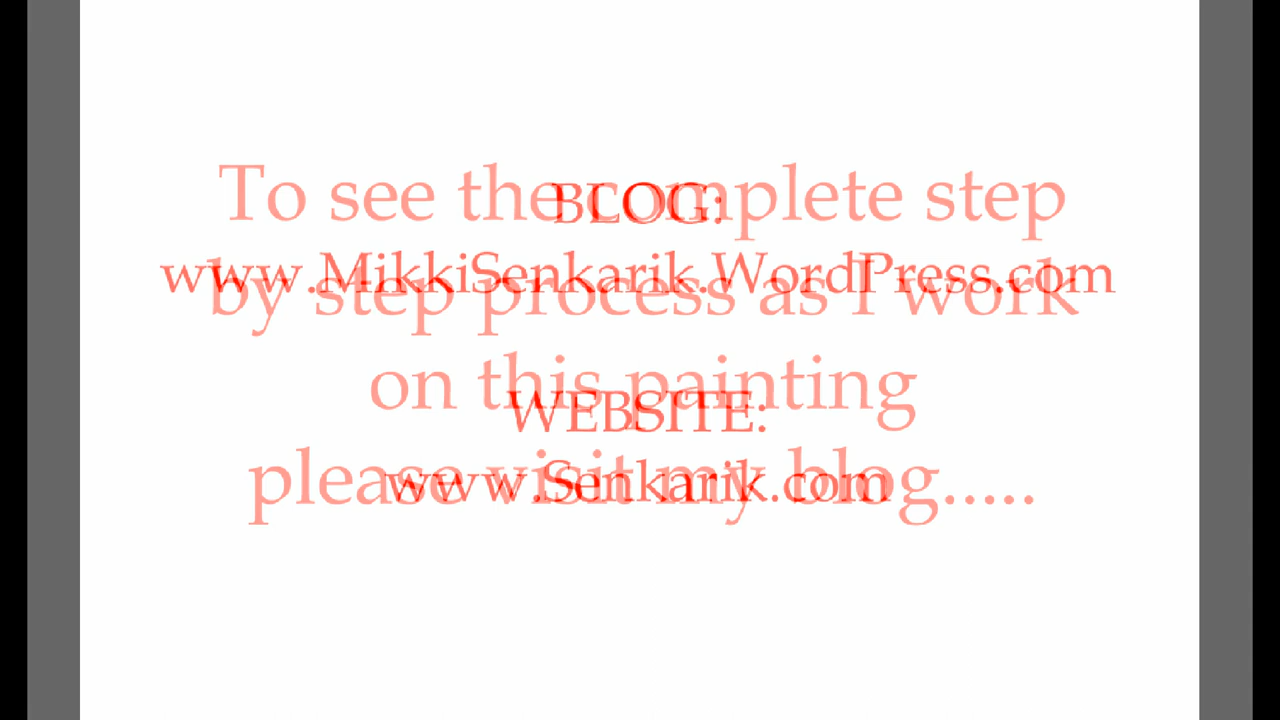 To see the complete step
by step process as I work
on this painting
please visit my blog.....
BLOG:
www.MikkiSenkarik.WordPress.com
WEBSITE:
www.Senkarik.com